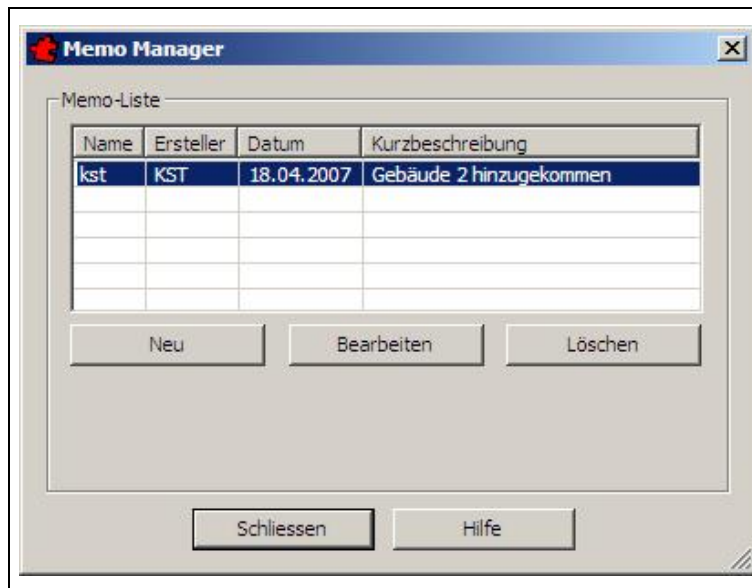 Memo Manager
Memo-Liste
Name Ersteller Datum Kurzbeschreibung
kst KST 18.04.2007 Gebäude 2 hinzugekommen
Neu Bearbeiten Löschen
Schliessen Hilfe